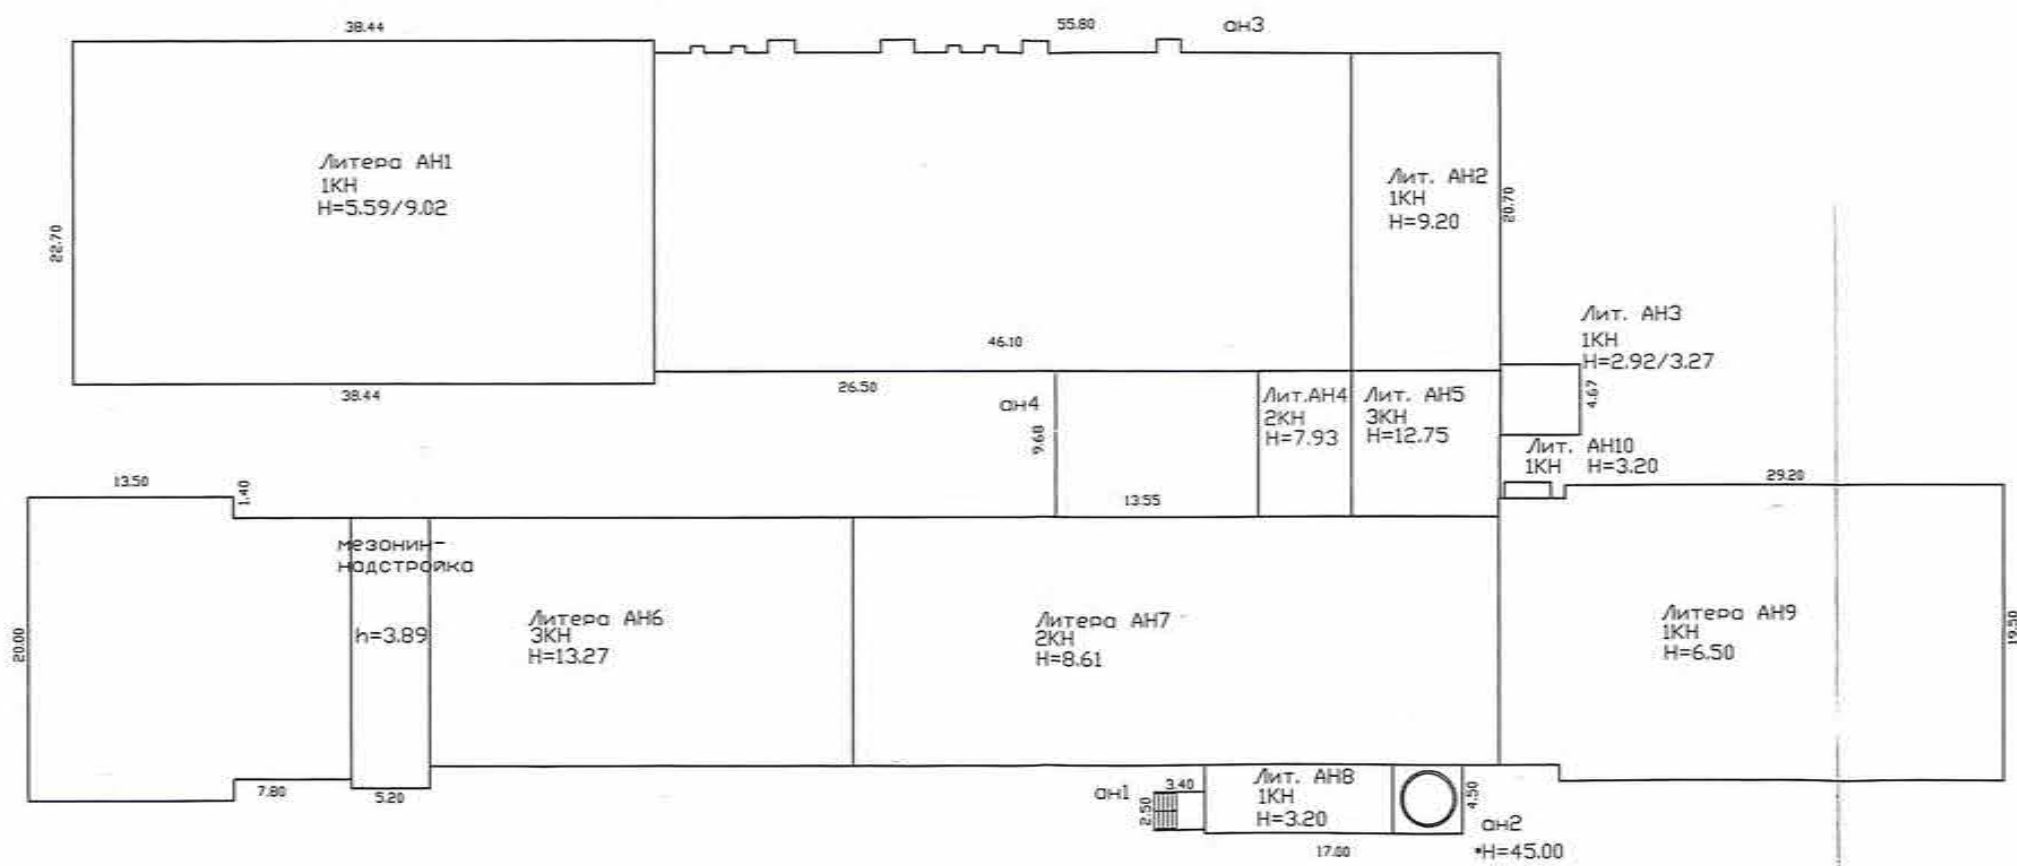 38.44
55.80
ан3
Литера АН1
1КН
Н=5.59/9.02
22.70
38.44
Лит. АН2
1КН
Н=9.20
20.70
46.10
26.50
ан4
9.68
13.55
Лит.АН4
2КН
Н=7.93
Лит. АН5
3КН
Н=12.75
Лит. АН3
1КН
Н=2.92/3.27
4.67
Лит. АН10
1КН Н=3.20
29.20
13.50
1.40
20.00
мезонин-
надстройка
h=3.89
Литера АН6
3КН
Н=13.27
Литера АН7
2КН
Н=8.61
Литера АН9
1КН
Н=6.50
19.50
7.80
5.20
ан1
3.40
2.50
Лит. АН8
1КН
Н=3.20
4.50
ан2
*Н=45.00
17.00